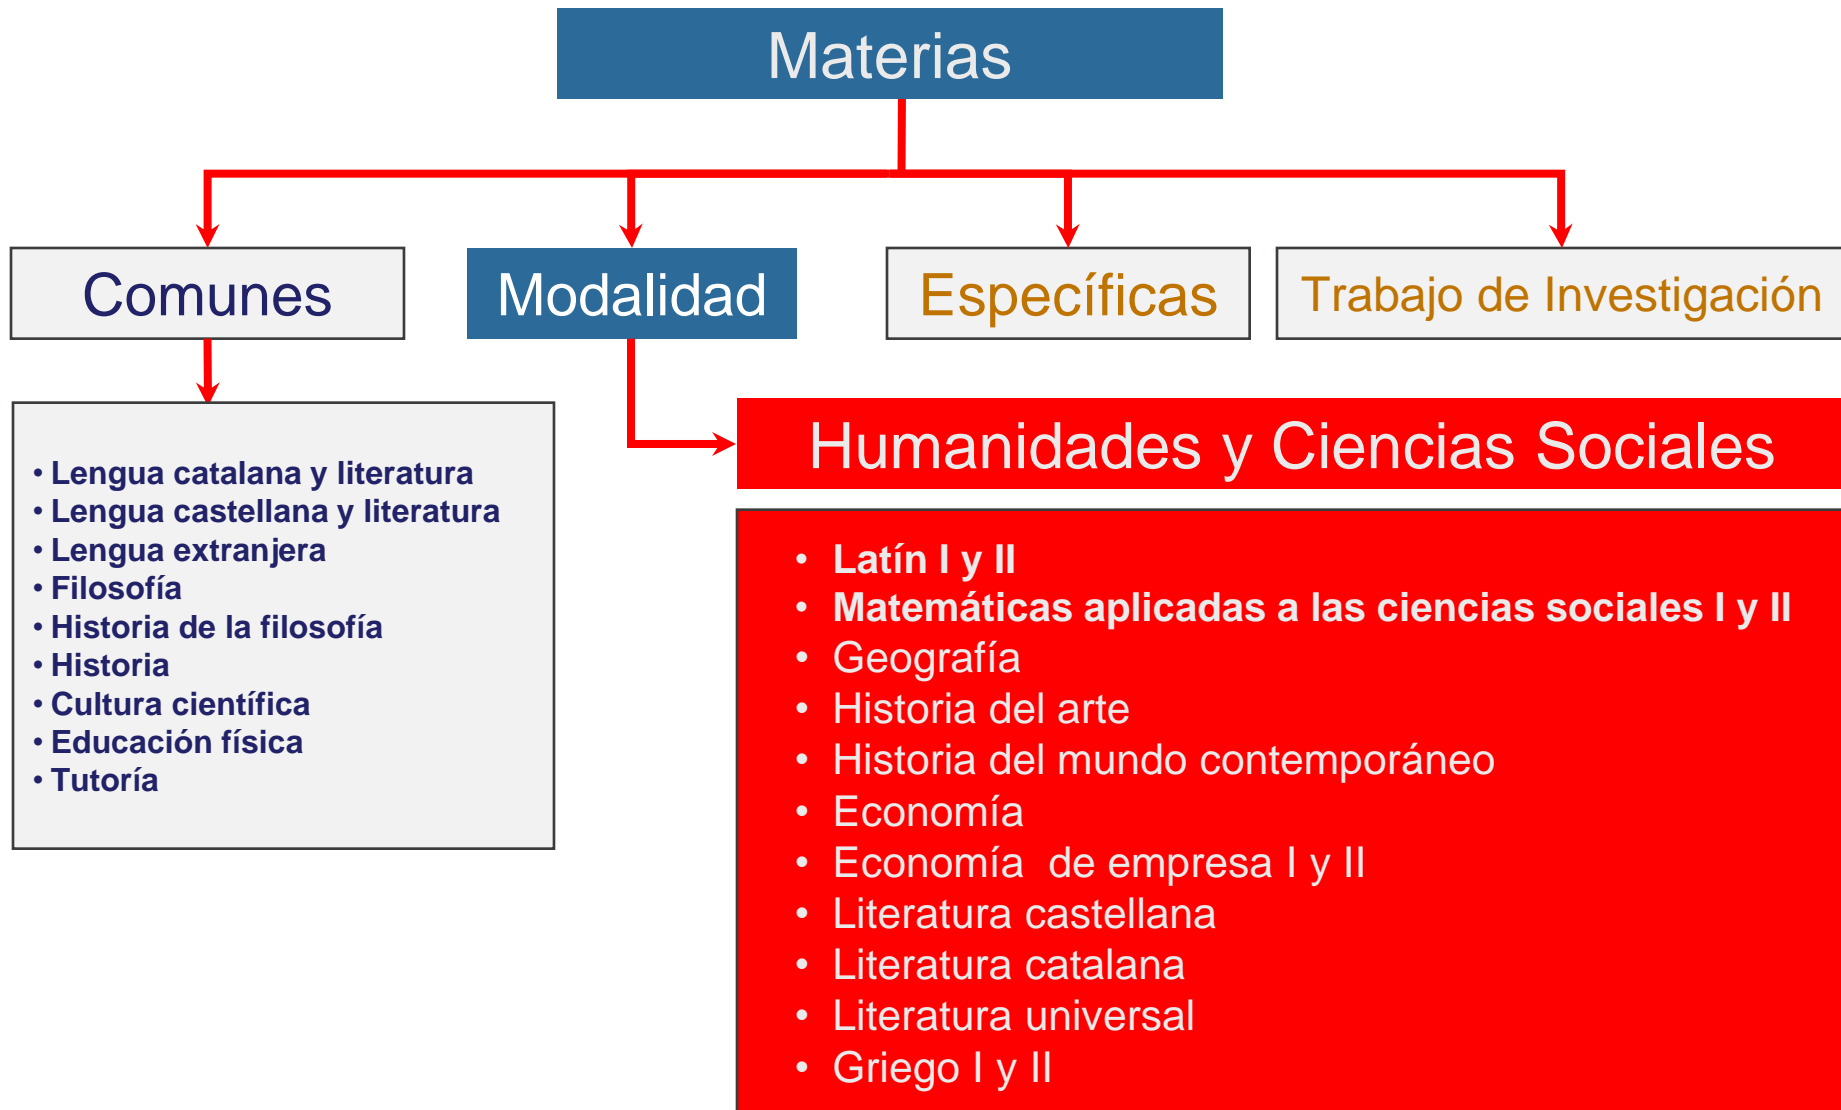 Materias
Comunes
Modalidad
Específicas
Trabajo de Investigación
• Lengua catalana y literatura
• Lengua castellana y literatura
• Lengua extranjera
• Filosofía
• Historia de la filosofía
• Historia
• Cultura científica
• Educación física
• Tutoría
Humanidades y Ciencias Sociales
• Latín I y II
• Matemáticas aplicadas a las ciencias sociales I y II
• Geografía
• Historia del arte
• Historia del mundo contemporáneo
• Economía
• Economía  de empresa I y II
• Literatura castellana
• Literatura catalana
• Literatura universal
• Griego I y II